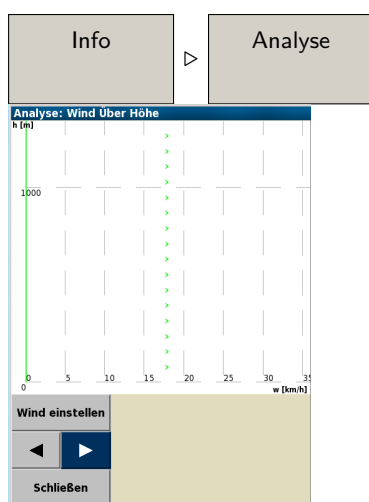 Info ▷ Analyse
Analyse: Wind Über Höhe
h [m]
1000
0 5 10 15 20 25 30 35
0
w [km/h]
Wind einstellen
◀ ▶
Schließen